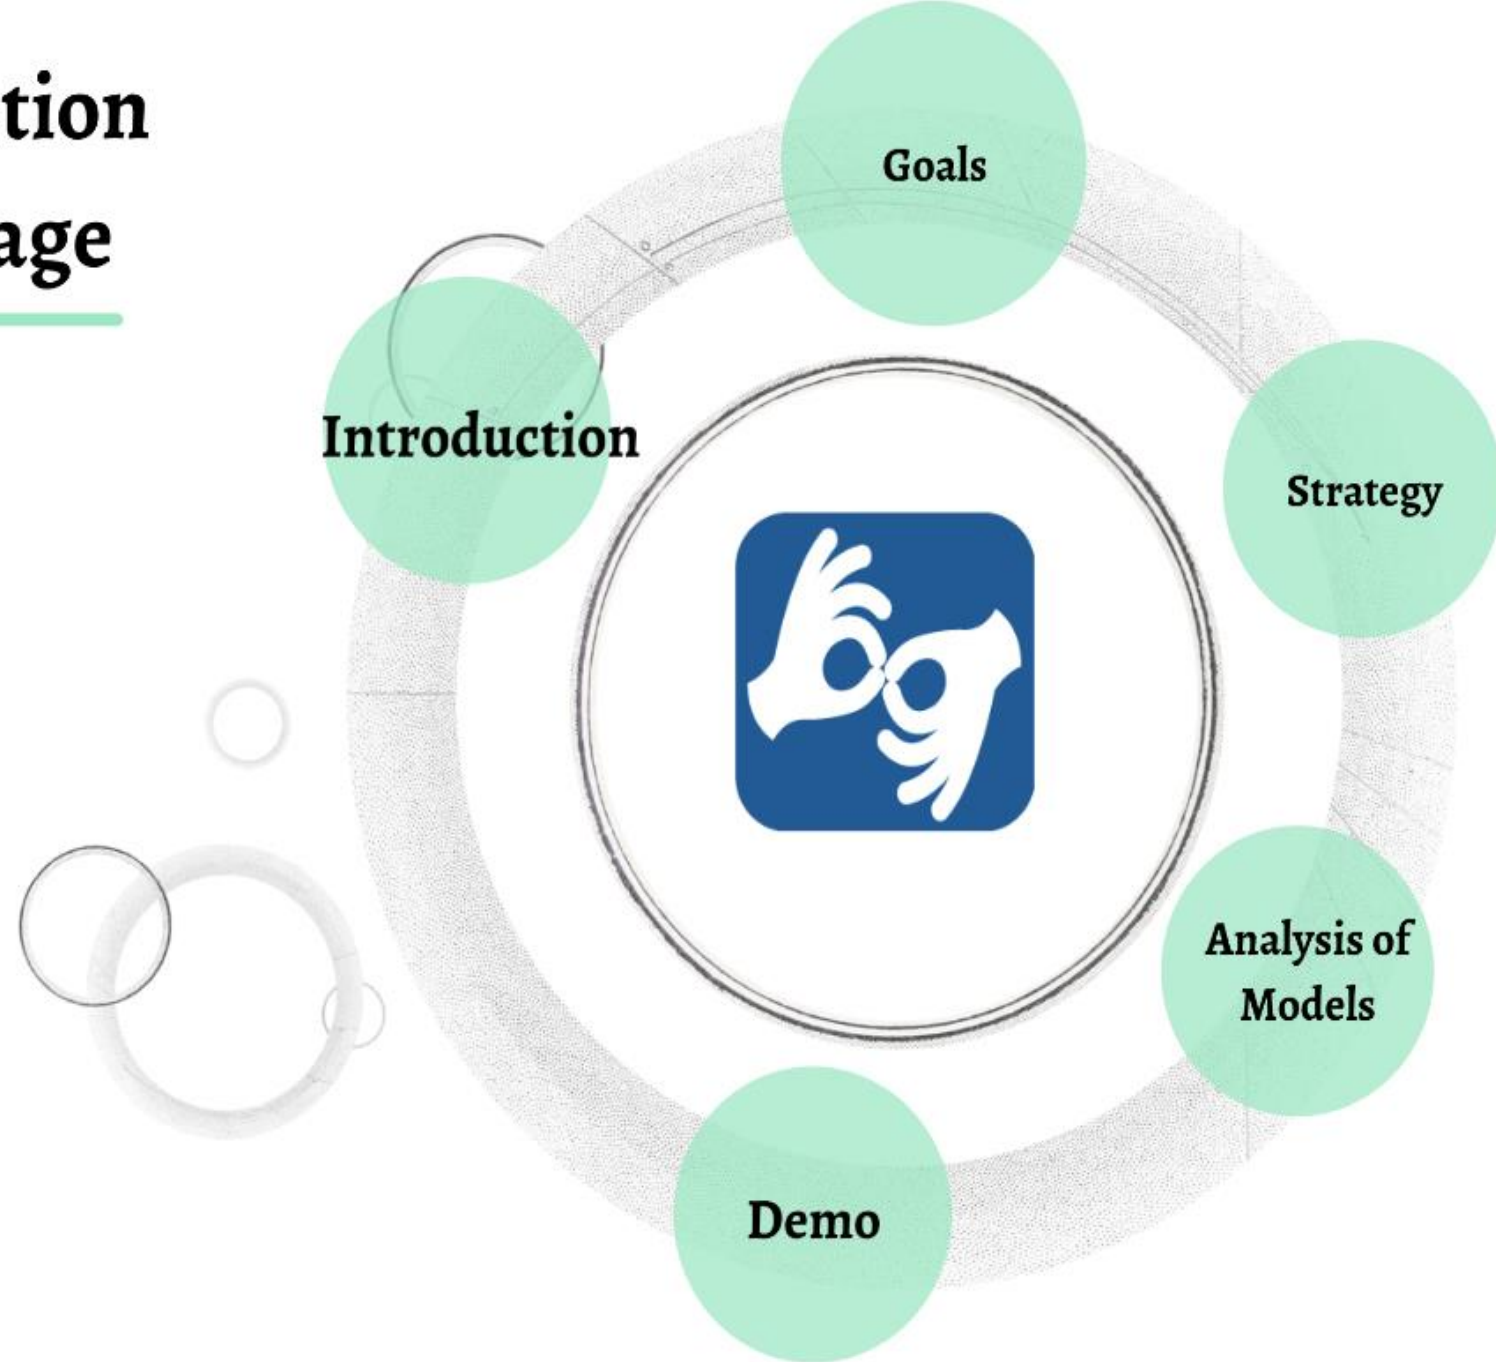 tion
age
Goals
Introduction
Strategy
Analysis of
Models
Demo